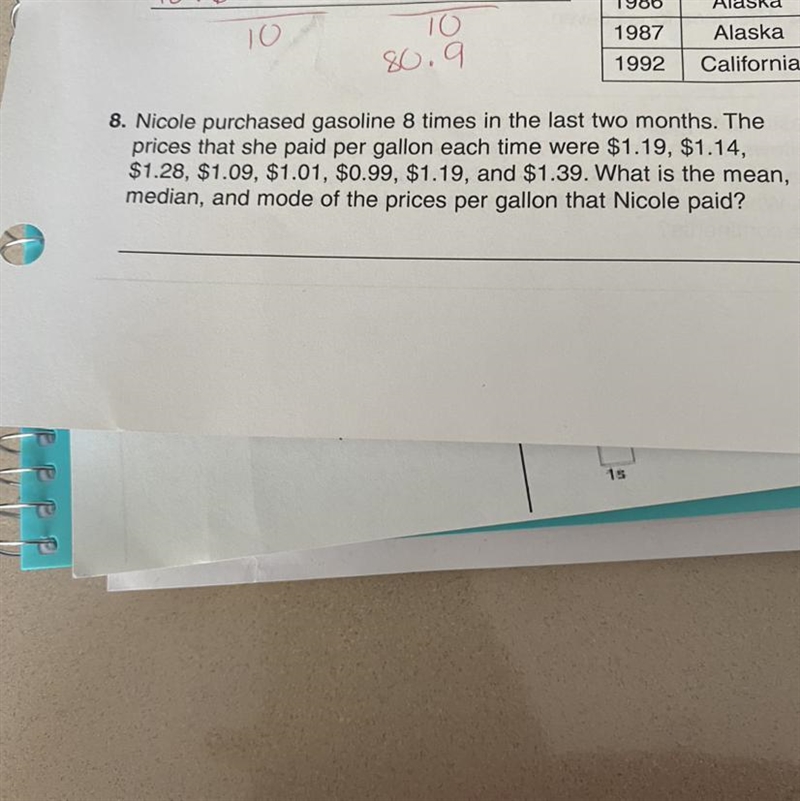 10
10
80.9
1986 Alaska
1987 Alaska
1992 California
8. Nicole purchased gasoline 8 times in the last two months. The
prices that she paid per gallon each time were $1.19, $1.14,
$1.28, $1.09, $1.01, $0.99, $1.19, and $1.39. What is the mean,
median, and mode of the prices per gallon that Nicole paid?
1s